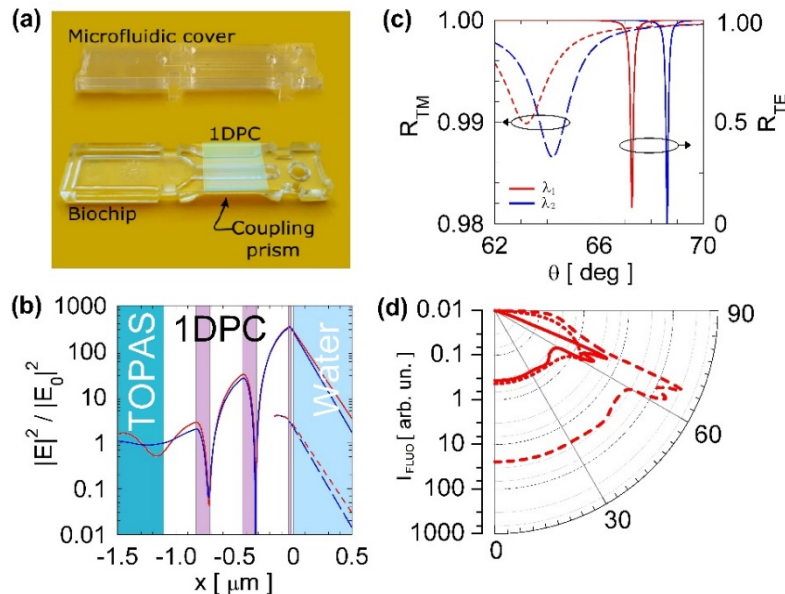 (a)
Microfluidic cover
1DPC
Biochip
Coupling
prism
(b)
1000
100
10
1
0.1
0.01
|E|² / |E₀|²
TOPAS
1DPC
Water
-1.5 -1.0 -0.5 0 0.5
x [ μm ]
(c)
1.00 1.00
0.99 0.5
0.98 0
R_TM
R_TE
λ₁
λ₂
62 66 70
θ [ deg ]
(d)
0.01
0.1
1
10
100
1000
I_FLUO [ arb. un. ]
90
60
30
0